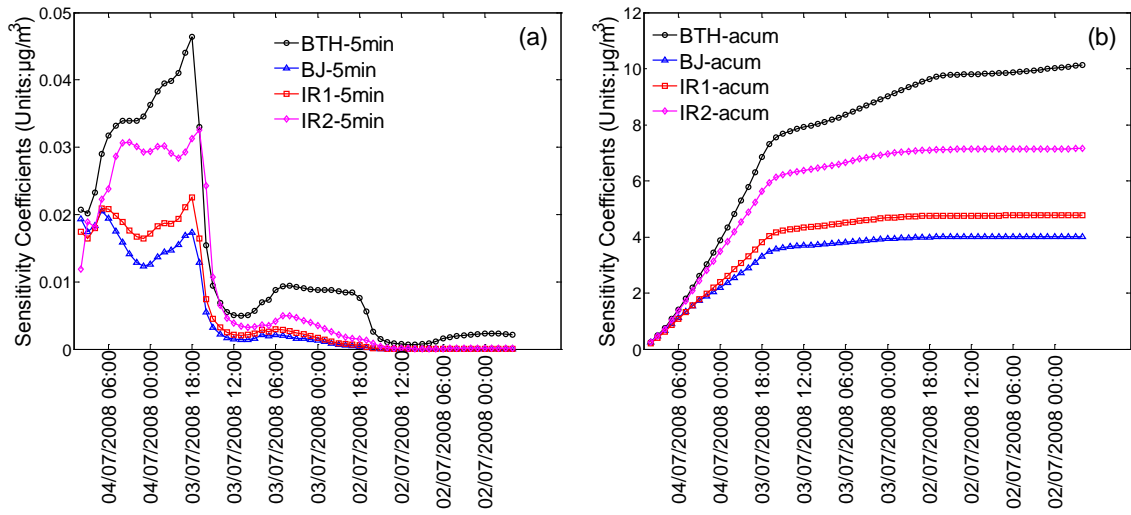 Sensitivity Coefficients (Units:μg/m³)
0.05
0.04
0.03
0.02
0.01
0
(a)
BTH-5min
BJ-5min
IR1-5min
IR2-5min
04/07/2008 06:00
04/07/2008 00:00
03/07/2008 18:00
03/07/2008 12:00
03/07/2008 06:00
03/07/2008 00:00
02/07/2008 18:00
02/07/2008 12:00
02/07/2008 06:00
02/07/2008 00:00
Sensitivity Coefficients (Units:μg/m³)
12
10
8
6
4
2
0
(b)
BTH-acum
BJ-acum
IR1-acum
IR2-acum
04/07/2008 06:00
04/07/2008 00:00
03/07/2008 18:00
03/07/2008 12:00
03/07/2008 06:00
03/07/2008 00:00
02/07/2008 18:00
02/07/2008 12:00
02/07/2008 06:00
02/07/2008 00:00